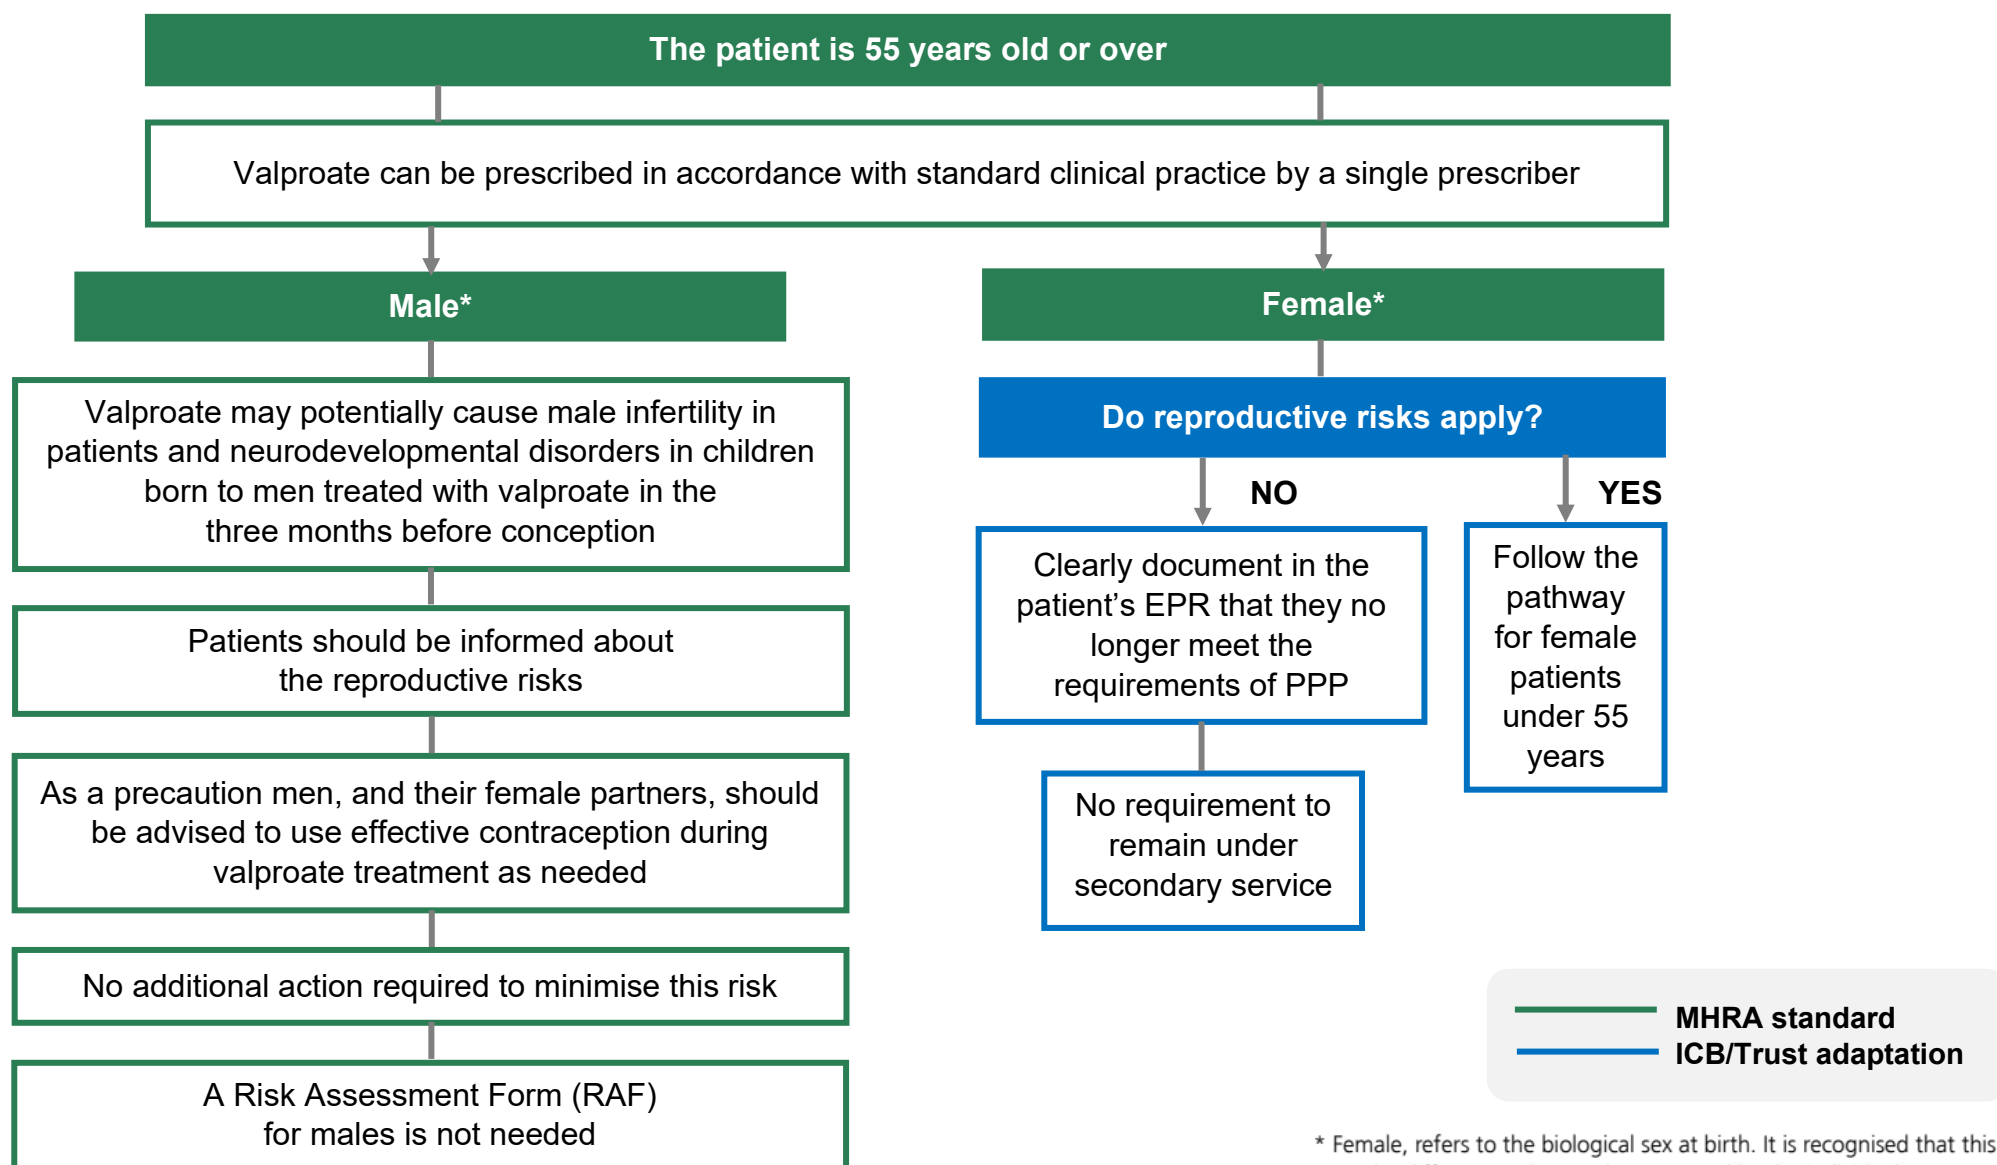 The patient is 55 years old or over
Valproate can be prescribed in accordance with standard clinical practice by a single prescriber
Male*
Valproate may potentially cause male infertility in
patients and neurodevelopmental disorders in children
born to men treated with valproate in the
three months before conception
Patients should be informed about
the reproductive risks
As a precaution men, and their female partners, should
be advised to use effective contraception during
valproate treatment as needed
No additional action required to minimise this risk
A Risk Assessment Form (RAF)
for males is not needed
Female*
Do reproductive risks apply?
NO
Clearly document in the
patient’s EPR that they no
longer meet the
requirements of PPP
No requirement to
remain under
secondary service
YES
Follow the
pathway
for female
patients
under 55
years
MHRA standard
ICB/Trust adaptation
* Female, refers to the biological sex at birth. It is recognised that this